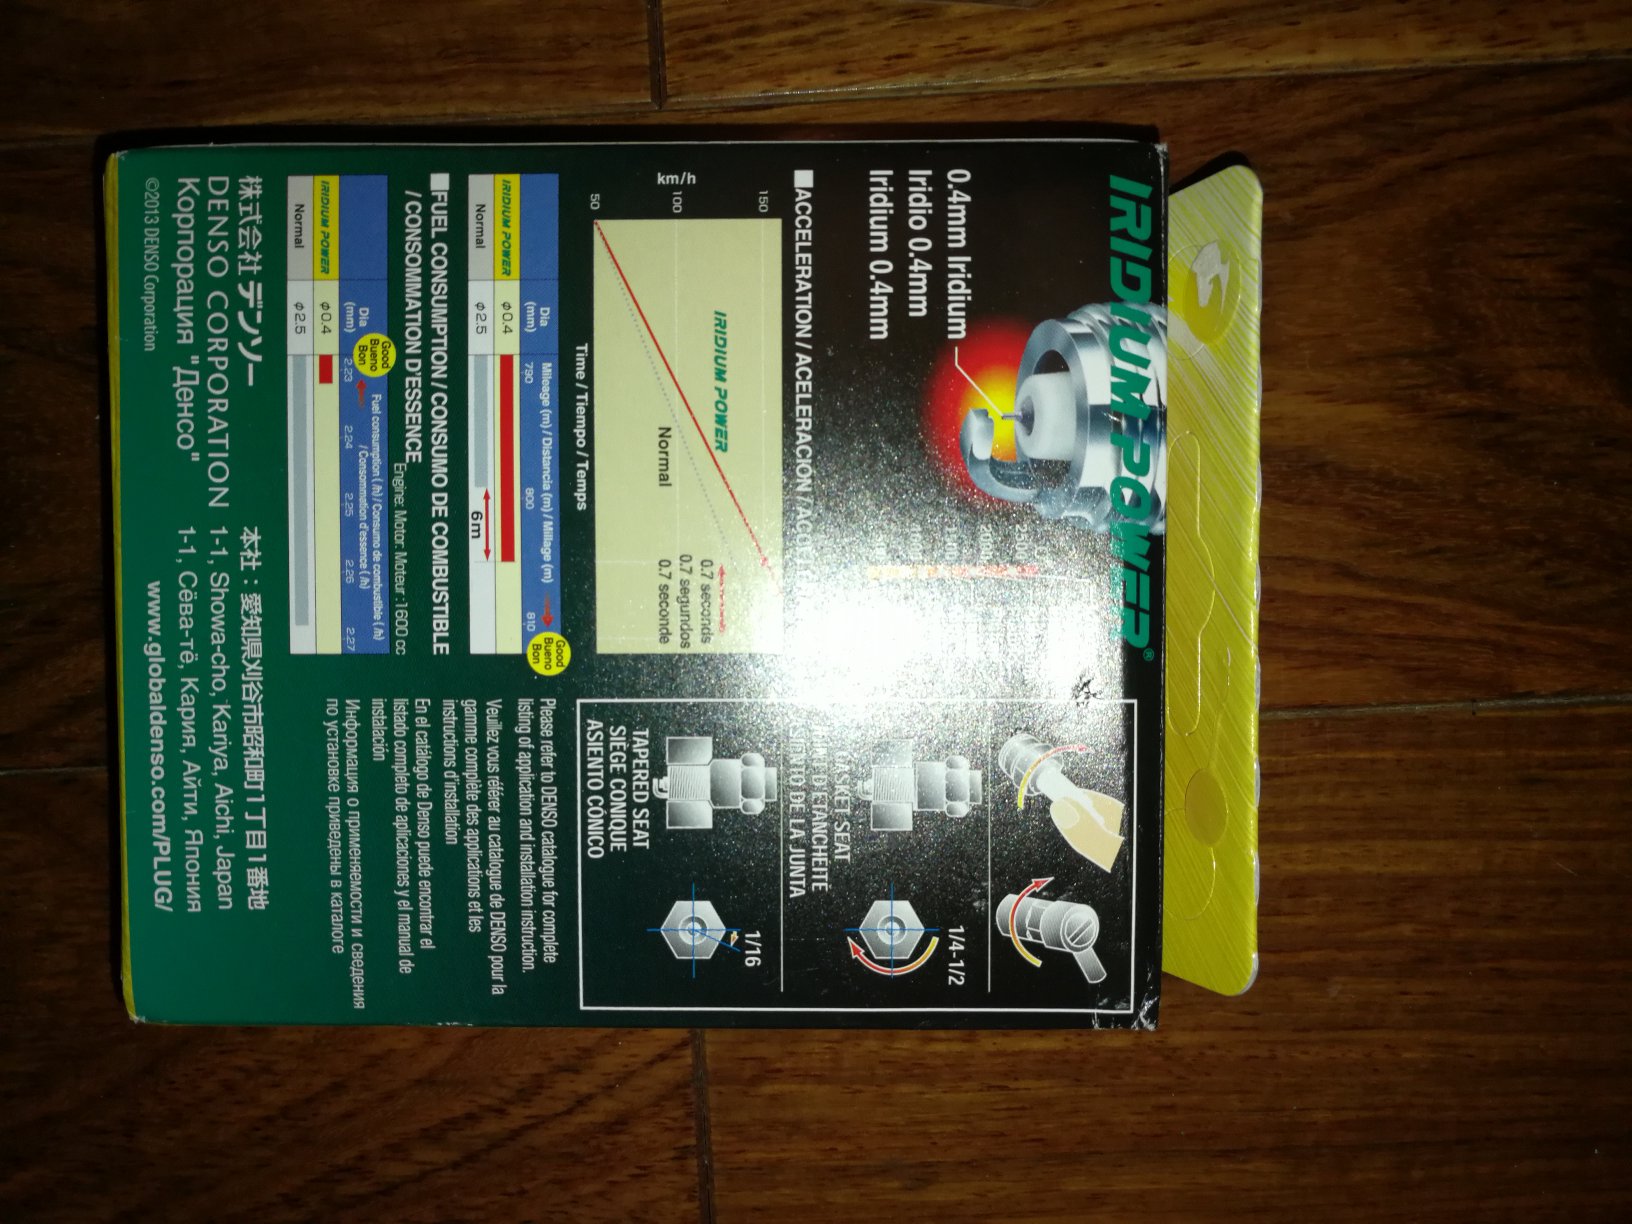 IRIDIUM POWER®
0.4mm Iridium
Iridio 0.4mm
Iridium 0.4mm
■ACCELERATION / ACELERACIÓN /
km/h
150
100
50
IRIDIUM POWER
Normal
0.7 seconds
0.7 segundos
0.7 seconde
Time / Tiempo / Temps
Dia
(mm)
Mileage (m) / Distancia (m) / Millage (m)
790
800
810
Good
Bueno
Bon
IRIDIUM POWER
φ0.4
Normal
φ2.5
6m
■FUEL CONSUMPTION / CONSUMO DE COMBUSTIBLE
/ CONSOMMATION D'ESSENCE
Engine: Motor: Moteur :1600 cc
Dia
(mm)
Good
Bueno
Bon
Fuel consumption ( /h) / Consumo de combustible ( /h)
/ Consommation d'essence ( /h)
2.23
2.24
2.25
2.26
2.27
IRIDIUM POWER
φ0.4
Normal
φ2.5
1/4-1/2
GASKET SEAT
JOINT D'ETANCHEITÉ
ASIENTO DE LA JUNTA
1/16
TAPERED SEAT
SIÈGE CONIQUE
ASIENTO CÓNICO
Please refer to DENSO catalogue for complete
listing of application and installation instruction.
Veuillez vous référer au catalogue de DENSO pour la
gamme complète des applications et les
instructions d'installation
En el catálogo de Denso puede encontrar el
listado completo de aplicaciones y el manual de
instalación
Информация о применяемости и сведения
по установке приведены в каталоге
株式会社 デンソー 本社：愛知県刈谷市昭和町1丁目1番地
DENSO CORPORATION 1-1, Showa-cho, Kariya, Aichi, Japan
Корпорация "Денсо" 1-1, Сёва-тё, Кария, Айти, Япония
©2013 DENSO Corporation www.globaldenso.com/PLUG/